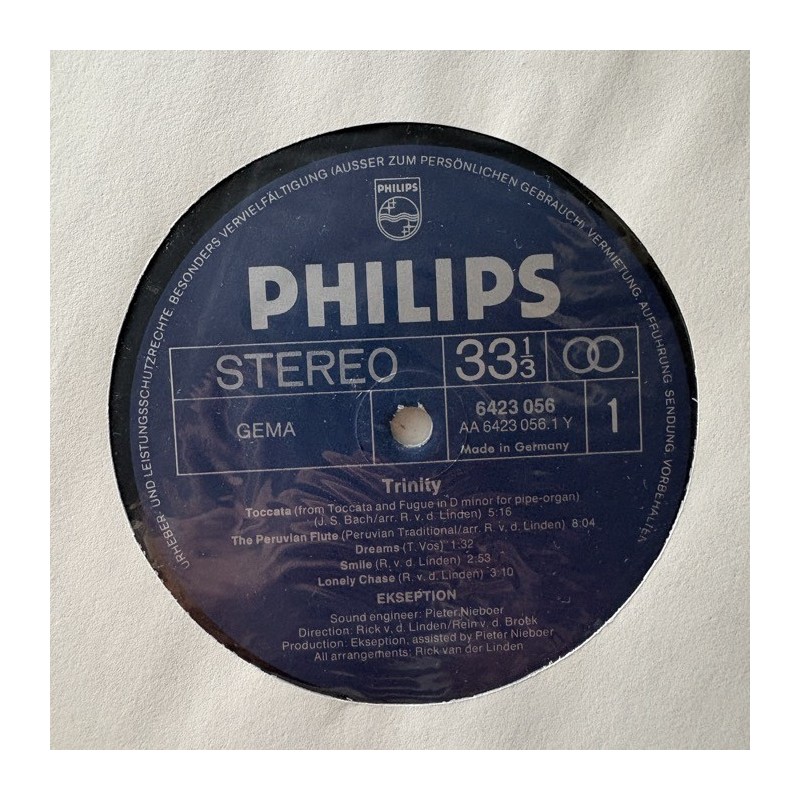 URHEBER- UND LEISTUNGSSCHUTZRECHTE, BESONDERS VERVIELFÄLTIGUNG (AUSSER ZUM PERSÖNLICHEN GEBRAUCH), VERMIETUNG, AUFFÜHRUNG, SENDUNG VORBEHALTEN
PHILIPS
PHILIPS
STEREO 33 1/3
GEMA
6423 056
AA 6423 056.1 Y
Made in Germany
1
Trinity
Toccata (from Toccata and Fugue in D minor for pipe-organ)
(J. S. Bach/arr. R. v. d. Linden) 5:16
The Peruvian Flute (Peruvian Traditional/arr. R. v. d. Linden) 8:04
Dreams (T. Vos) 1:32
Smile (R. v. d. Linden) 2:53
Lonely Chase (R. v. d. Linden) 3:10
EKSEPTION
Sound engineer: Pieter Nieboer
Direction: Rick v. d. Linden/Rein v. d. Broek
Production: Ekseption, assisted by Pieter Nieboer
All arrangements: Rick van der Linden